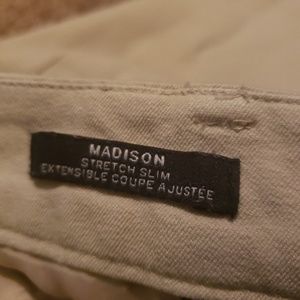 MADISON
STRETCH SLIM
EXTENSIBLE COUPE AJUSTÉE